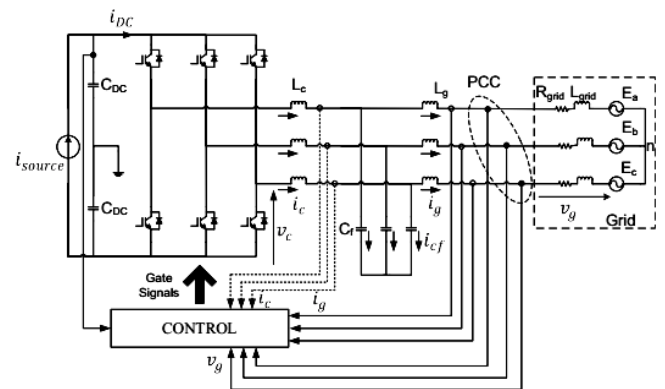 i_DC
C_DC
i_source
C_DC
L_c
L_g
PCC
R_grid
L_grid
E_a
E_b
n
E_c
i_c
i_g
v_g
Grid
v_c
C_f
i_cf
Gate
Signals
i_c
i_g
CONTROL
v_g